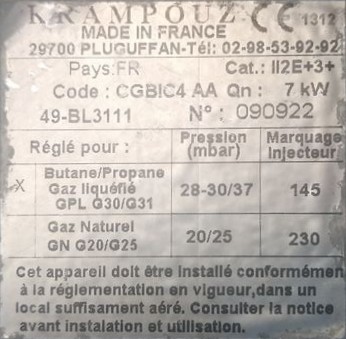 KRAMPOUZ CE 1312
MADE IN FRANCE
29700 PLUGUFFAN-Tél: 02-98-53-92-92
Pays:FR Cat.: II2E+3+
Code : CGBIC4 AA Qn : 7 kW
49-BL3111 N° : 090922
Réglé pour : Pression (mbar) Marquage Injecteur
X Butane/Propane
Gaz liquéfié 28-30/37 145
GPL G30/G31
Gaz Naturel
GN G20/G25 20/25 230
Cet appareil doit être installé conformémen
à la réglementation en vigueur,dans un
local suffisament aéré. Consulter la notice
avant instalation et utilisation.